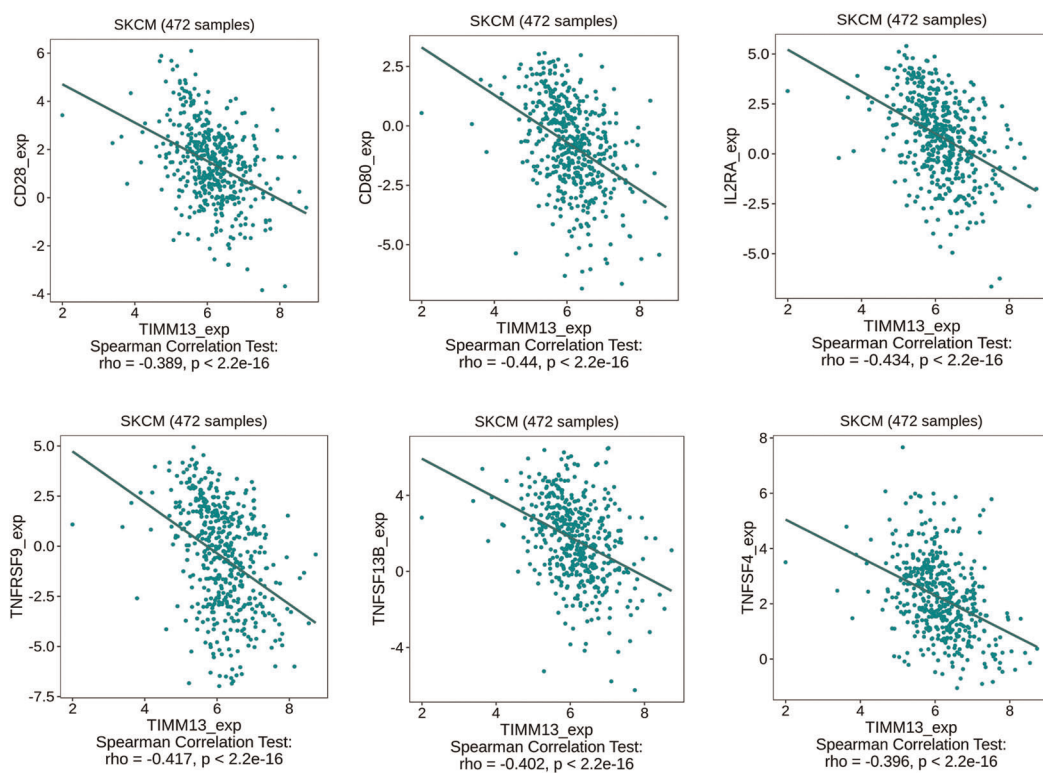 SKCM (472 samples)
CD28_exp
6
4
2
0
-2
-4
2
4
6
8
TIMM13_exp
Spearman Correlation Test:
rho = -0.389, p < 2.2e-16
SKCM (472 samples)
CD80_exp
2.5
-0.0
-2.5
-5.0
2
4
6
8
TIMM13_exp
Spearman Correlation Test:
rho = -0.44, p < 2.2e-16
SKCM (472 samples)
IL2RA_exp
5.0
2.5
0.0
-2.5
-5.0
2
4
6
8
TIMM13_exp
Spearman Correlation Test:
rho = -0.434, p < 2.2e-16
SKCM (472 samples)
TNFRSF9_exp
5.0
2.5
0.0
-2.5
-5.0
-7.5
2
4
6
8
TIMM13_exp
Spearman Correlation Test:
rho = -0.417, p < 2.2e-16
SKCM (472 samples)
TNFSF13B_exp
4
0
-4
2
4
6
8
TIMM13_exp
Spearman Correlation Test:
rho = -0.402, p < 2.2e-16
SKCM (472 samples)
TNFSF4_exp
8
6
4
2
0
2
4
6
8
TIMM13_exp
Spearman Correlation Test:
rho = -0.396, p < 2.2e-16